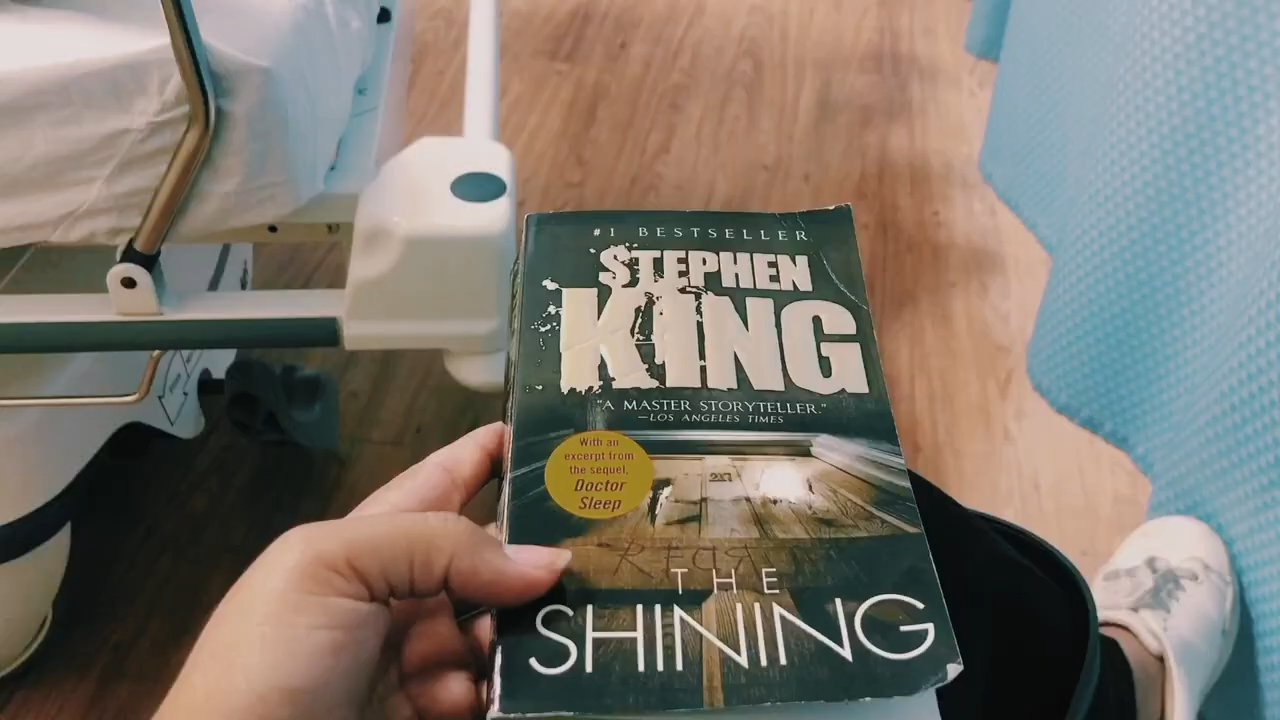 #1 BESTSELLER
STEPHEN
KING
"A MASTER STORYTELLER."
—LOS ANGELES TIMES
With an
excerpt from
the sequel,
Doctor
Sleep
217
REDR
THE
SHINING